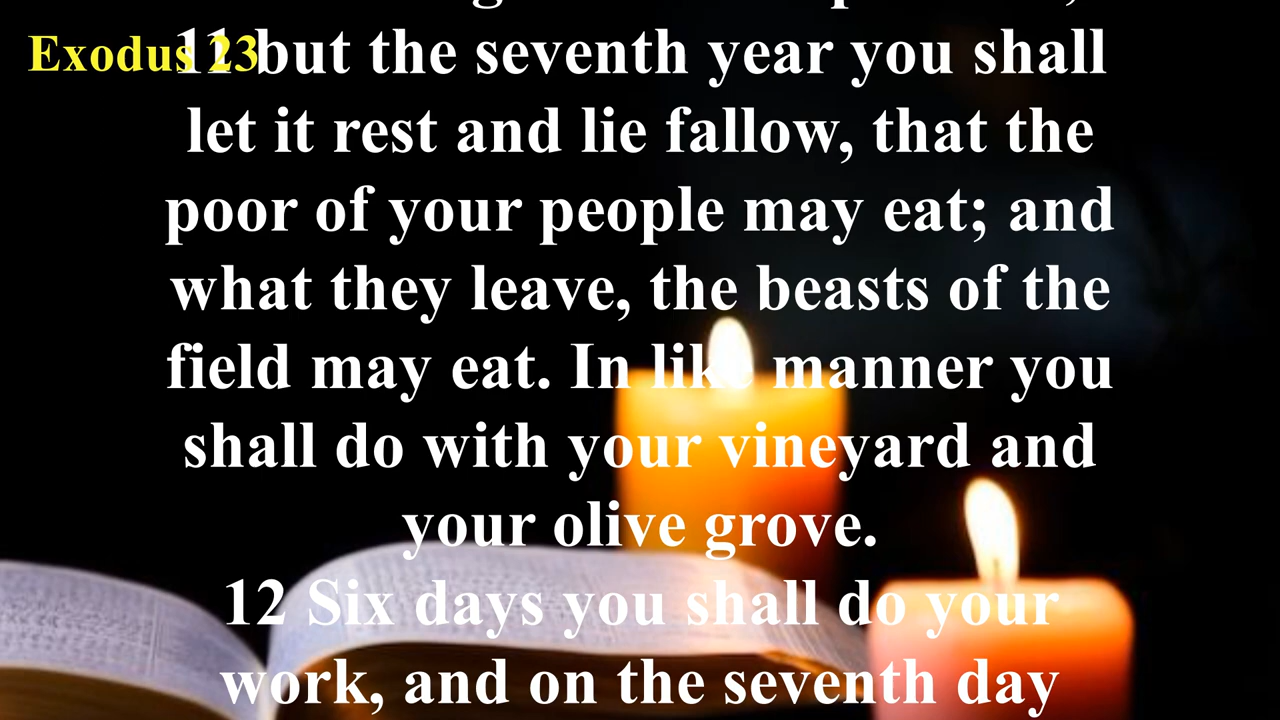 Exodus 23
11 but the seventh year you shall
let it rest and lie fallow, that the
poor of your people may eat; and
what they leave, the beasts of the
field may eat. In like manner you
shall do with your vineyard and
your olive grove.
12 Six days you shall do your
work, and on the seventh day